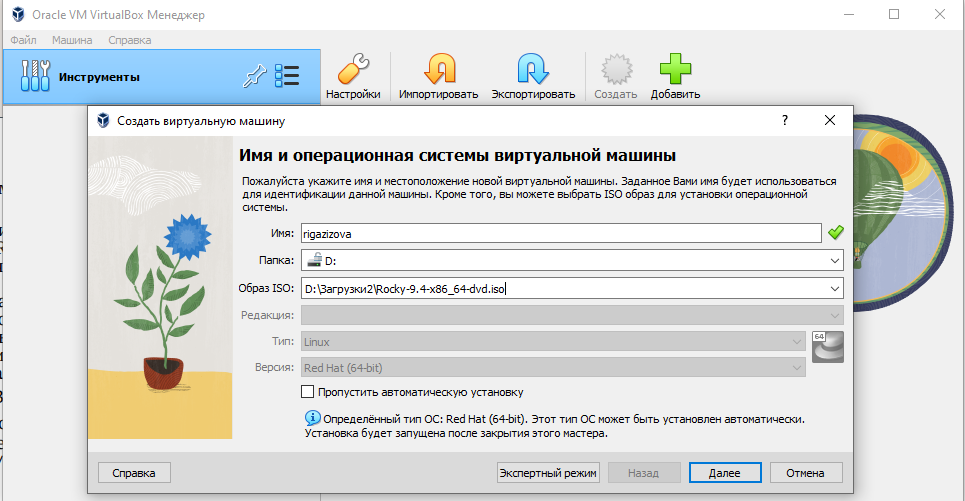 Oracle VM VirtualBox Менеджер
Файл Машина Справка
Инструменты
Настройки Импортировать Экспортировать Создать Добавить
Создать виртуальную машину
?
Имя и операционная системы виртуальной машины
Пожалуйста укажите имя и местоположение новой виртуальной машины. Заданное Вами имя будет использоваться
для идентификации данной машины. Кроме того, вы можете выбрать ISO образ для установки операционной
системы.
Имя: rigazizova
Папка: D:
Образ ISO: D:\Загрузки2\Rocky-9.4-x86_64-dvd.iso
Редакция:
Тип: Linux
64
Версия: Red Hat (64-bit)
Пропустить автоматическую установку
Определённый тип ОС: Red Hat (64-bit). Этот тип ОС может быть установлен автоматически.
Установка будет запущена после закрытия этого мастера.
Справка Экспертный режим Назад Далее Отмена